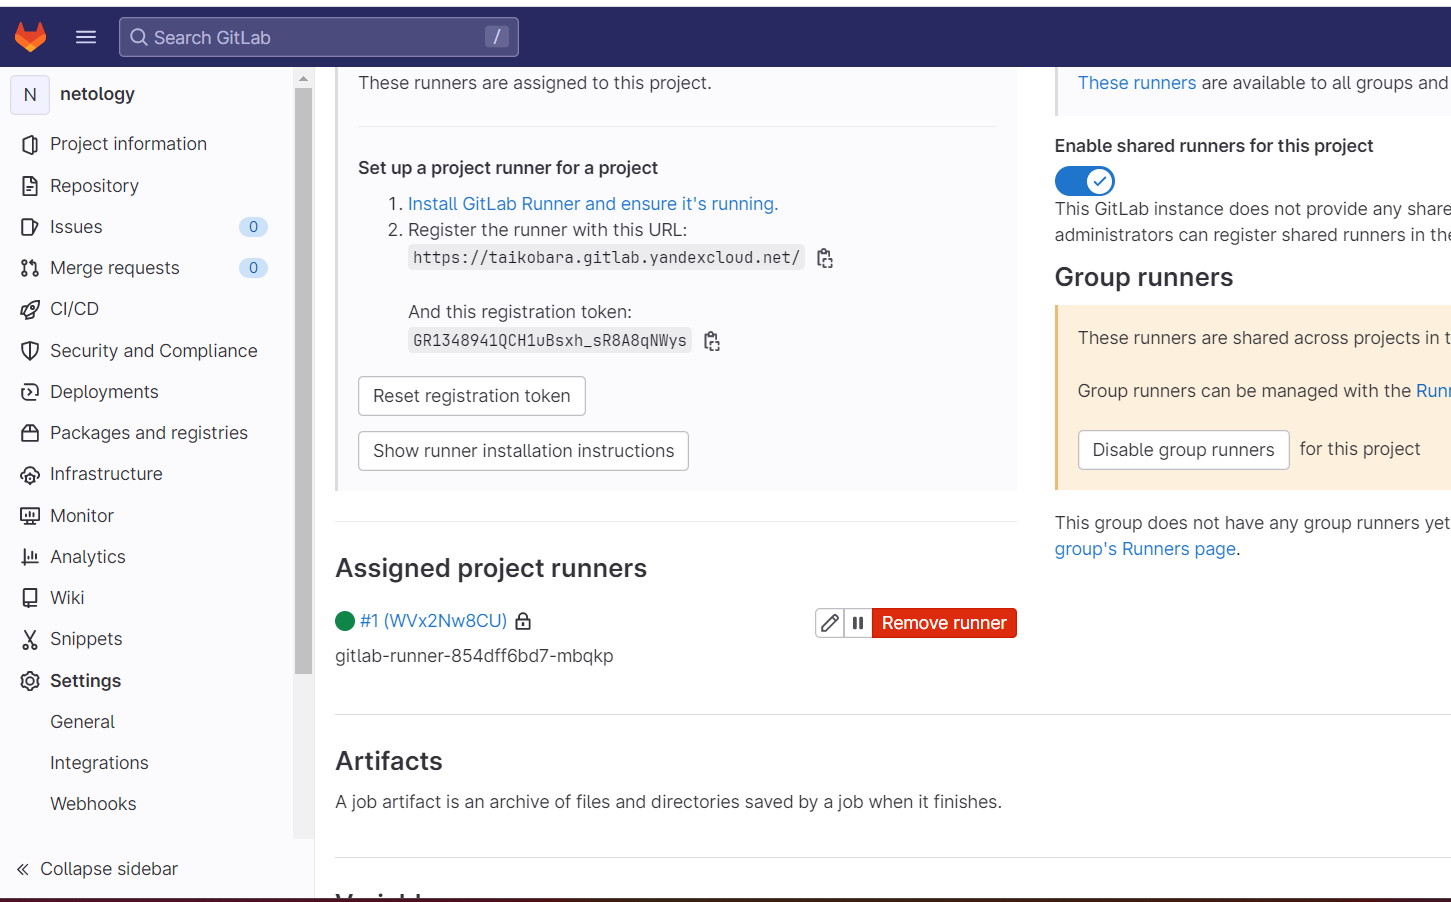 Search GitLab
/
N
netology
Project information
Repository
Issues
0
Merge requests
0
CI/CD
Security and Compliance
Deployments
Packages and registries
Infrastructure
Monitor
Analytics
Wiki
Snippets
Settings
General
Integrations
Webhooks
Collapse sidebar
These runners are assigned to this project.
Set up a project runner for a project
1. Install GitLab Runner and ensure it's running.
2. Register the runner with this URL:
https://taikobara.gitlab.yandexcloud.net/
And this registration token:
GR1348941QCH1uBsxh_sR8A8qNWys
Reset registration token
Show runner installation instructions
Assigned project runners
#1 (WVx2Nw8CU)
Remove runner
gitlab-runner-854dff6bd7-mbqkp
Artifacts
A job artifact is an archive of files and directories saved by a job when it finishes.
These runners are available to all groups and
Enable shared runners for this project
This GitLab instance does not provide any share
administrators can register shared runners in the
Group runners
These runners are shared across projects in t
Group runners can be managed with the Runn
Disable group runners
for this project
This group does not have any group runners yet
group's Runners page.